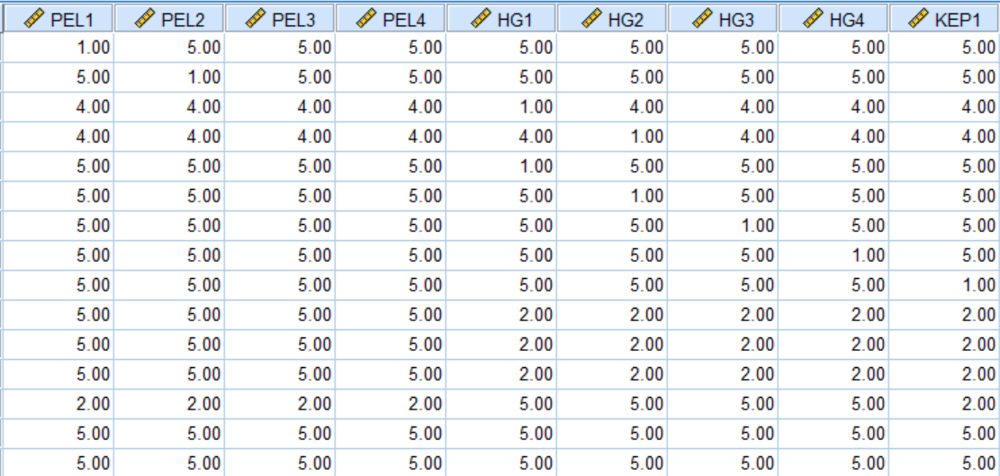 PEL1 PEL2 PEL3 PEL4 HG1 HG2 HG3 HG4 KEP1
1.00 5.00 5.00 5.00 5.00 5.00 5.00 5.00 5.00
5.00 1.00 5.00 5.00 5.00 5.00 5.00 5.00 5.00
4.00 4.00 4.00 4.00 1.00 4.00 4.00 4.00 4.00
4.00 4.00 4.00 4.00 4.00 1.00 4.00 4.00 4.00
5.00 5.00 5.00 5.00 1.00 5.00 5.00 5.00 5.00
5.00 5.00 5.00 5.00 5.00 1.00 5.00 5.00 5.00
5.00 5.00 5.00 5.00 5.00 5.00 1.00 5.00 5.00
5.00 5.00 5.00 5.00 5.00 5.00 5.00 1.00 5.00
5.00 5.00 5.00 5.00 5.00 5.00 5.00 5.00 1.00
5.00 5.00 5.00 5.00 2.00 2.00 2.00 2.00 2.00
5.00 5.00 5.00 5.00 2.00 2.00 2.00 2.00 2.00
5.00 5.00 5.00 5.00 2.00 2.00 2.00 2.00 2.00
2.00 2.00 2.00 2.00 5.00 5.00 5.00 5.00 2.00
5.00 5.00 5.00 5.00 5.00 5.00 5.00 5.00 5.00
5.00 5.00 5.00 5.00 5.00 5.00 5.00 5.00 5.00